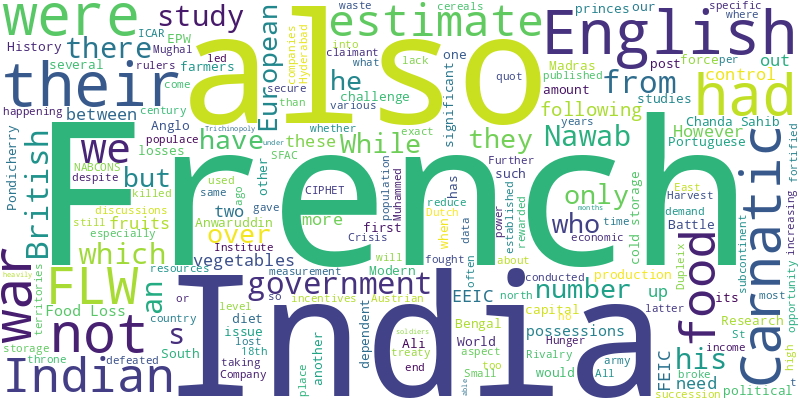 were
ICAR
EPW
study
History
Mughal
there
several
rulers
led
farmers
their
come
century
happening
between
post
Anglo
also
estimate
European
companies
Hyderabad
he
claimant
into
what
lack
secure
than
quot
challenge
various
one
significant
waste
cereals
princes
our
specific
where
English
Madras
force
per
out
published
control
amount
from
studies
had
following
years
Chanda Sahib
However
Portuguese
fortified
Pondicherry
British
we
populace
losses
have
Trichinopoly
under
whether
exact
these
SFAC
While
they
Nawab
NABCONS
despite
but
killed
discussions
still
especially
fruits
which
French
used
same
ago
other
Anwaruddin
two
gave
over
Institute
vegetables
more
CIPHET
population
Muhammed
first
Crisis
reduce
will
Modern
Dutch
when
data
often
has
fought
about
power
economic
established
rewarded
Further
such
only
who
conducted
months
time
cold storage
demand
East
Harvest
Battle
Dupleix
Carnatic
subcontinent
increasing
war
not
FLW
territories
heavily
Food Loss
storage
throne
defeated
Indian
an
resources
or
country
South
s
18th
Company
India
government
measurement
so
incentives
level
diet
issue
lost
another
taking
place
soldiers
Austrian
dependent
Ali
treaty
end
EEIC
Bengal
World
aspect
Small
number
production
capital
no
north
possessions
Rivalry
Hunger
would
army
All
too
able
up
its
latter
food
FEIC
his
need
Research
St
income
broke
political
succession
most
opportunity
high
t